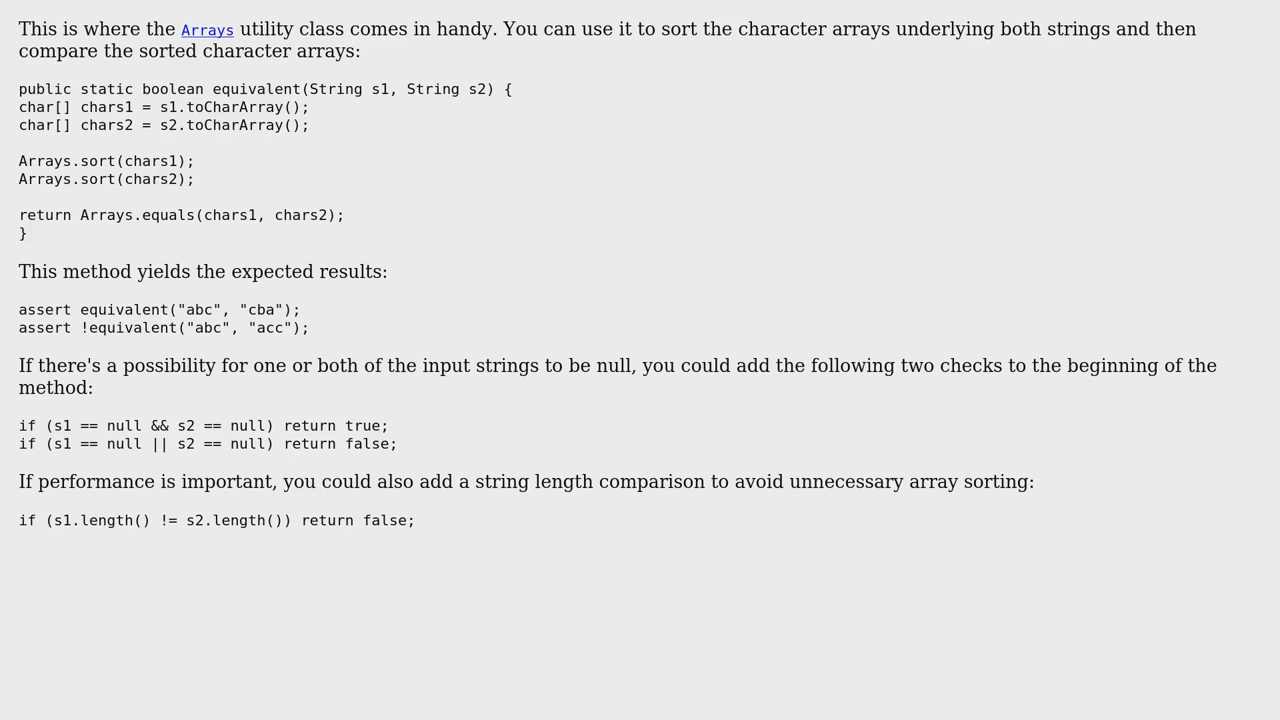 This is where the Arrays utility class comes in handy. You can use it to sort the character arrays underlying both strings and then
compare the sorted character arrays:
public static boolean equivalent(String s1, String s2) {
char[] chars1 = s1.toCharArray();
char[] chars2 = s2.toCharArray();
Arrays.sort(chars1);
Arrays.sort(chars2);
return Arrays.equals(chars1, chars2);
}
This method yields the expected results:
assert equivalent("abc", "cba");
assert !equivalent("abc", "acc");
If there's a possibility for one or both of the input strings to be null, you could add the following two checks to the beginning of the
method:
if (s1 == null && s2 == null) return true;
if (s1 == null || s2 == null) return false;
If performance is important, you could also add a string length comparison to avoid unnecessary array sorting:
if (s1.length() != s2.length()) return false;